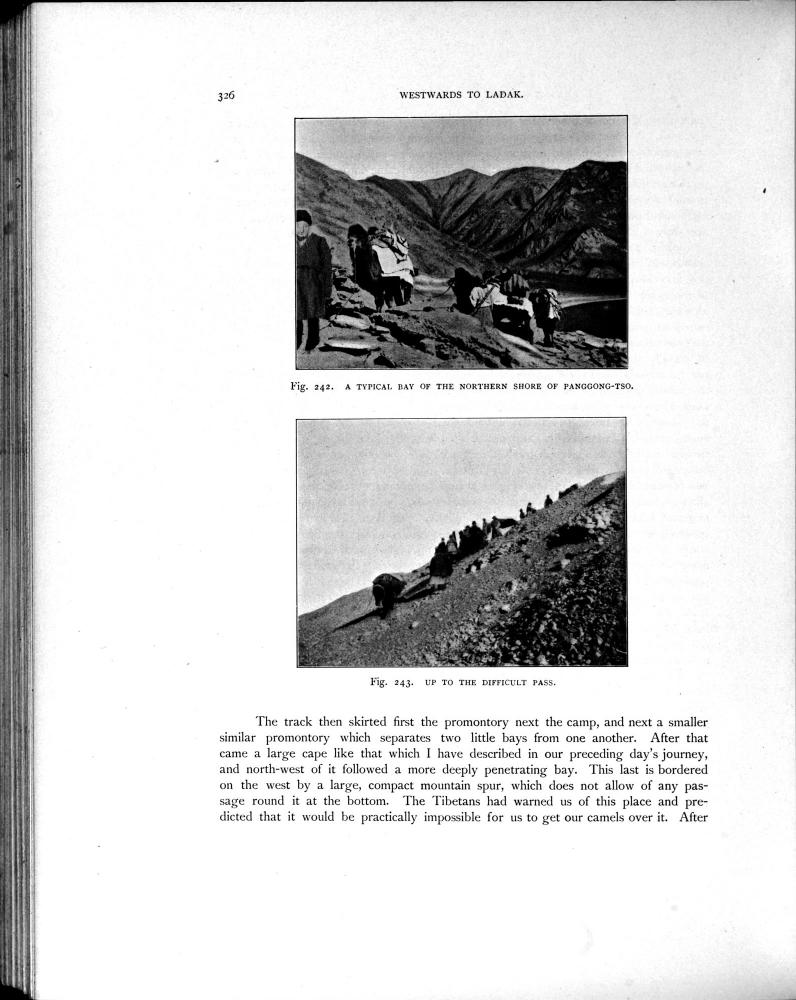 326
WESTWARDS TO LADAK.
Fig. 242. A TYPICAL BAY OF THE NORTHERN SHORE OF PANGGONG-TSO.
Fig. 243. UP TO THE DIFFICULT PASS.
The track then skirted first the promontory next the camp, and next a smaller
similar promontory which separates two little bays from one another. After that
came a large cape like that which I have described in our preceding day's journey,
and north-west of it followed a more deeply penetrating bay. This last is bordered
on the west by a large, compact mountain spur, which does not allow of any pas-
sage round it at the bottom. The Tibetans had warned us of this place and pre-
dicted that it would be practically impossible for us to get our camels over it. After